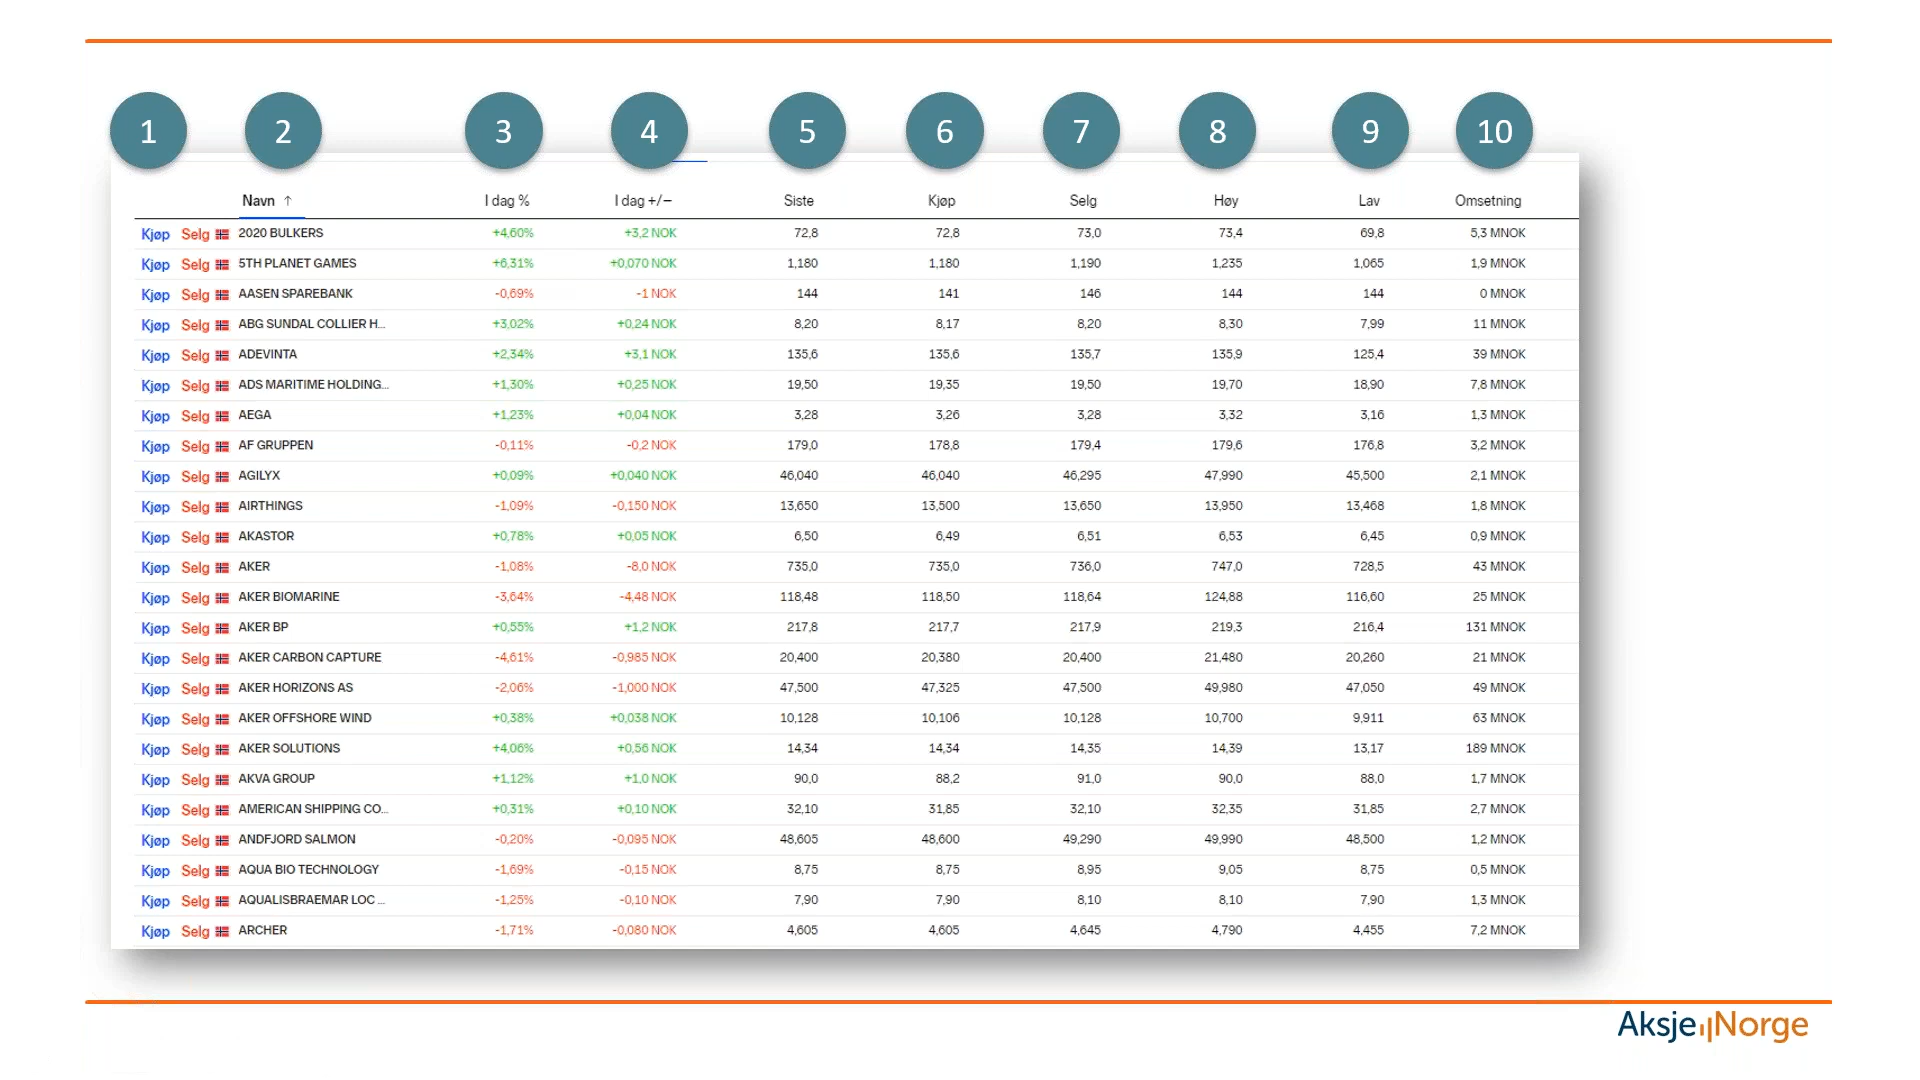 1 2 3 4 5 6 7 8 9 10
Navn ↑ I dag % I dag +/− Siste Kjøp Selg Høy Lav Omsetning
Kjøp Selg 2020 BULKERS +4,60% +3,2 NOK 72,8 72,8 73,0 73,4 69,8 5,3 MNOK
Kjøp Selg 5TH PLANET GAMES +6,31% +0,070 NOK 1,180 1,180 1,190 1,235 1,065 1,9 MNOK
Kjøp Selg AASEN SPAREBANK -0,69% -1 NOK 144 141 146 144 144 0 MNOK
Kjøp Selg ABG SUNDAL COLLIER H... +3,02% +0,24 NOK 8,20 8,17 8,20 8,30 7,99 11 MNOK
Kjøp Selg ADEVINTA +2,34% +3,1 NOK 135,6 135,6 135,7 135,9 125,4 39 MNOK
Kjøp Selg ADS MARITIME HOLDING... +1,30% +0,25 NOK 19,50 19,35 19,50 19,70 18,90 7,8 MNOK
Kjøp Selg AEGA +1,23% +0,04 NOK 3,28 3,26 3,28 3,32 3,16 1,3 MNOK
Kjøp Selg AF GRUPPEN -0,11% -0,2 NOK 179,0 178,8 179,4 179,6 176,8 3,2 MNOK
Kjøp Selg AGILYX +0,09% +0,040 NOK 46,040 46,040 46,295 47,990 45,500 2,1 MNOK
Kjøp Selg AIRTHINGS -1,09% -0,150 NOK 13,650 13,500 13,650 13,950 13,468 1,8 MNOK
Kjøp Selg AKASTOR +0,78% +0,05 NOK 6,50 6,49 6,51 6,53 6,45 0,9 MNOK
Kjøp Selg AKER -1,08% -8,0 NOK 735,0 735,0 736,0 747,0 728,5 43 MNOK
Kjøp Selg AKER BIOMARINE -3,64% -4,48 NOK 118,48 118,50 118,64 124,88 116,60 25 MNOK
Kjøp Selg AKER BP +0,55% +1,2 NOK 217,8 217,7 217,9 219,3 216,4 131 MNOK
Kjøp Selg AKER CARBON CAPTURE -4,61% -0,985 NOK 20,400 20,380 20,400 21,480 20,260 21 MNOK
Kjøp Selg AKER HORIZONS AS -2,06% -1,000 NOK 47,500 47,325 47,500 49,980 47,050 49 MNOK
Kjøp Selg AKER OFFSHORE WIND +0,38% +0,038 NOK 10,128 10,106 10,128 10,700 9,911 63 MNOK
Kjøp Selg AKER SOLUTIONS +4,06% +0,56 NOK 14,34 14,34 14,35 14,39 13,17 189 MNOK
Kjøp Selg AKVA GROUP +1,12% +1,0 NOK 90,0 88,2 91,0 90,0 88,0 1,7 MNOK
Kjøp Selg AMERICAN SHIPPING CO... +0,31% +0,10 NOK 32,10 31,85 32,10 32,35 31,85 2,7 MNOK
Kjøp Selg ANDFJORD SALMON -0,20% -0,095 NOK 48,605 48,600 49,290 49,990 48,500 1,2 MNOK
Kjøp Selg AQUA BIO TECHNOLOGY -1,69% -0,15 NOK 8,75 8,75 8,95 9,05 8,75 0,5 MNOK
Kjøp Selg AQUALISBRAEMAR LOC ... -1,25% -0,10 NOK 7,90 7,90 8,10 8,10 7,90 1,3 MNOK
Kjøp Selg ARCHER -1,71% -0,080 NOK 4,605 4,605 4,645 4,790 4,455 7,2 MNOK
AksjeNorge